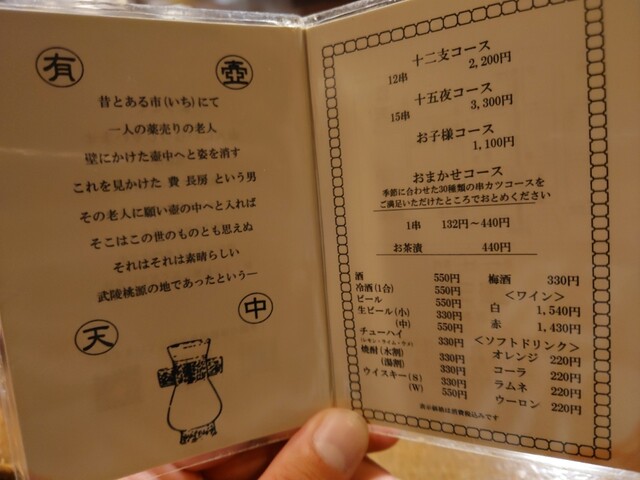 有
壺
昔とある市(いち)にて
一人の薬売りの老人
壁にかけた壺中へと姿を消す
これを見かけた 費 長房 という男
その老人に願い壺の中へと入れば
そこはこの世のものとも思えぬ
それはそれは素晴らしい
武陵桃源の地であったという―
天
中
十二支コース
12串 2,200円
十五夜コース
15串 3,300円
お子様コース
1,100円
おまかせコース
季節に合わせた30種類の串カツコースを
ご満足いただけたところでおとめください
1串 132円~440円
お茶漬 440円
酒 550円
冷酒(1合) 550円
ビール 550円
生ビール(小) 330円
(中) 550円
チューハイ 330円
焼酎(水割) 330円
(湯割) 330円
ウイスキー(S) 330円
(W) 550円
梅酒 330円
<ワイン>
白 1,540円
赤 1,430円
<ソフトドリンク>
オレンジ 220円
コーラ 220円
ラムネ 220円
ウーロン 220円
表示価格は消費税込みです